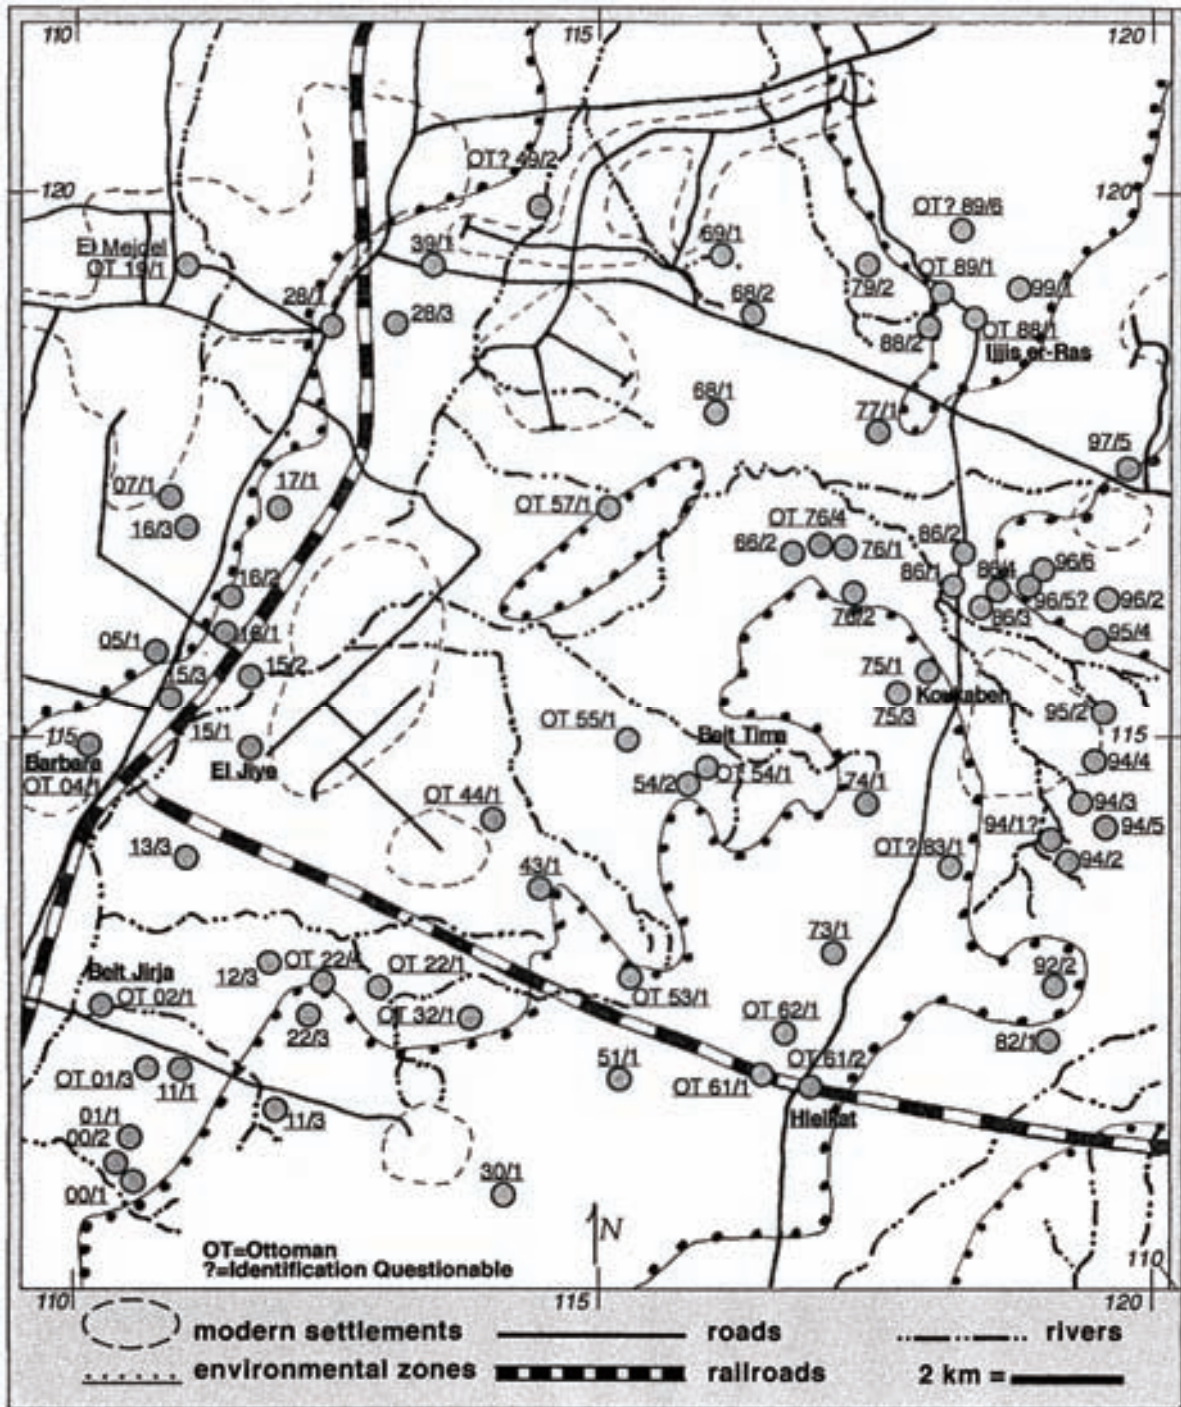 110 115 120
OT? 49/2
120 120
OT? 89/6
El Mejdel
OT 19/1
39/1
69/1
79/2
OT 89/1
99/1
28/1
28/3
68/2
88/2
OT 88/1
Ijjis er-Ras
68/1
77/1
97/5
07/1
17/1
OT 57/1
16/3
OT 76/4
66/2
76/1
86/2
86/1
86/4
96/6
16/2
76/2
86/3
96/5?
96/2
16/1
05/1
95/4
15/3
15/2
75/1
Kowkabeh
75/3
95/2
115
15/1
OT 55/1
Beit Tima
115
Barbara
OT 04/1
El Jiye
54/2
OT 54/1
74/1
94/4
OT 44/1
94/3
94/5
94/1?
13/3
43/1
OT? 83/1
94/2
73/1
12/3
OT 22/4
OT 22/1
92/2
Beit Jirja
OT 02/1
OT 53/1
22/3
OT 32/1
OT 62/1
82/1
OT 01/3
11/1
51/1
OT 61/1
OT 61/2
Hleikat
01/1
11/3
00/2
00/1
30/1
N
OT=Ottoman
?=Identification Questionable
110
110 115 120
modern settlements roads rivers
environmental zones railroads 2 km =